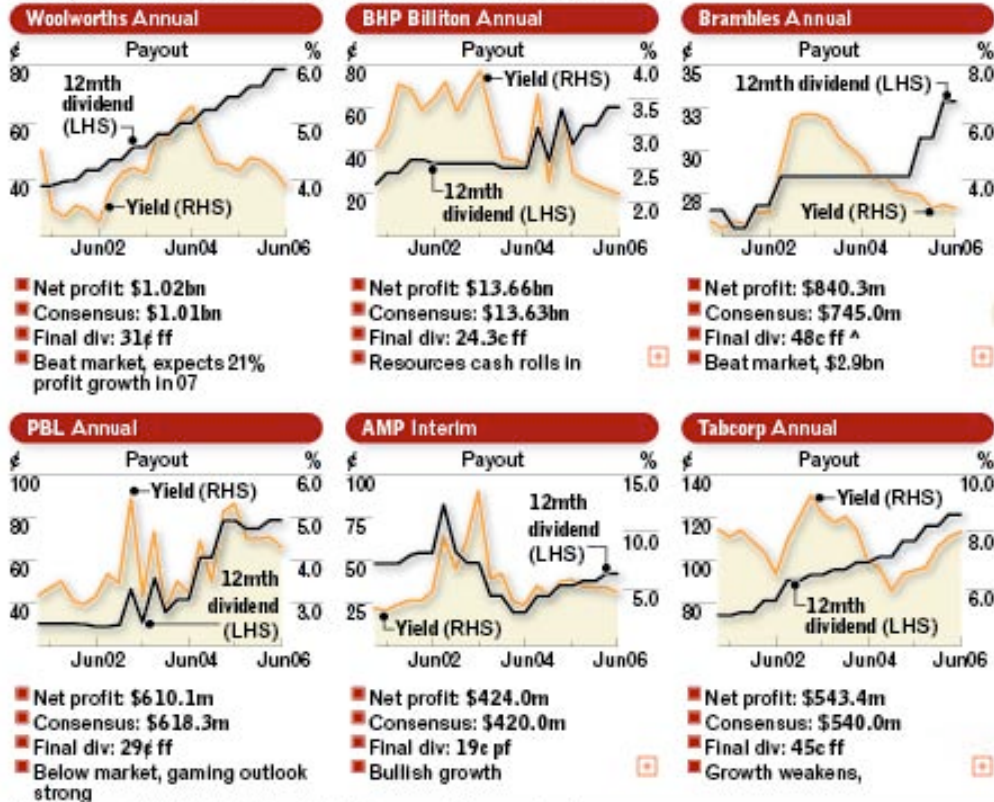 Woolworths Annual
¢ Payout %
80 6.0
12mth
dividend
(LHS)
60 5.0
40 4.0
Yield (RHS)
Jun02 Jun04 Jun06
Net profit: $1.02bn
Consensus: $1.01bn
Final div: 31¢ ff
Beat market, expects 21%
profit growth in 07
BHP Billiton Annual
¢ Payout %
80 4.0
Yield (RHS)
60 3.5
3.0
40 2.5
12mth
dividend (LHS)
20 2.0
Jun02 Jun04 Jun06
Net profit: $13.66bn
Consensus: $13.63bn
Final div: 24.3c ff
Resources cash rolls in
Brambles Annual
¢ Payout %
35 8.0
12mth dividend (LHS)
33 6.0
30 4.0
28
Yield (RHS)
Jun02 Jun04 Jun06
Net profit: $840.3m
Consensus: $745.0m
Final div: 48c ff ^
Beat market, $2.9bn
PBL Annual
¢ Payout %
100 6.0
Yield (RHS)
80 5.0
60 4.0
12mth
dividend
(LHS)
40 3.0
Jun02 Jun04 Jun06
Net profit: $610.1m
Consensus: $618.3m
Final div: 29¢ ff
Below market, gaming outlook
strong
AMP Interim
¢ Payout %
100 15.0
12mth
dividend
(LHS)
75 10.0
50 5.0
25
Yield (RHS)
Jun02 Jun04 Jun06
Net profit: $424.0m
Consensus: $420.0m
Final div: 19c pf
Bullish growth
Tabcorp Annual
¢ Payout %
140 10.0
Yield (RHS)
120 8.0
100
80 6.0
12mth
dividend (LHS)
Jun02 Jun04 Jun06
Net profit: $543.4m
Consensus: $540.0m
Final div: 45c ff
Growth weakens,